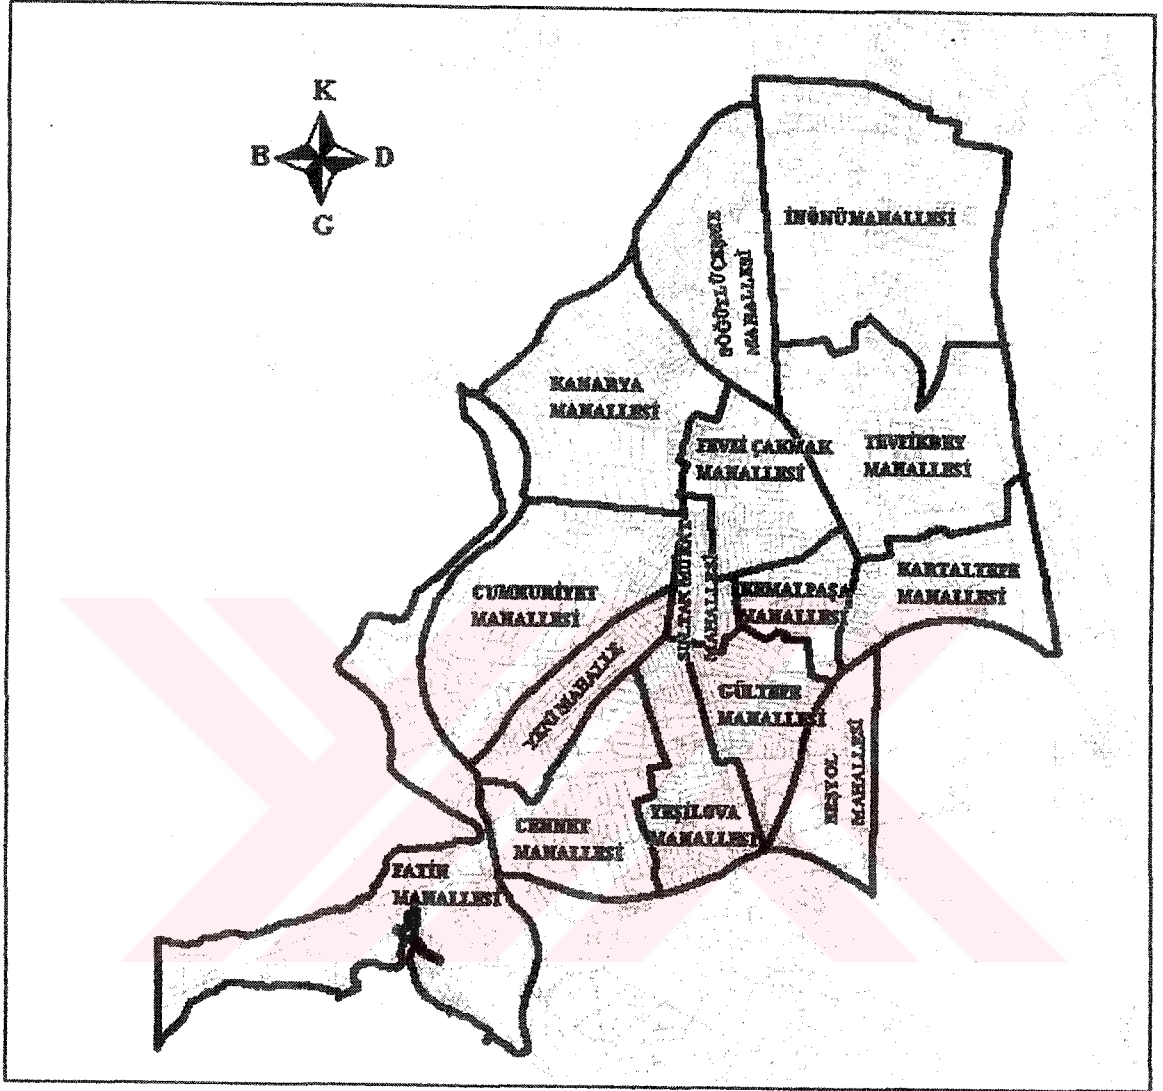 K
B D
G
İNÖNÜ MAHALLESİ
SÖĞÜTLÜÇEŞME
MAHALLESİ
KANARYA
MAHALLESİ
FEVZİ ÇAKMAK
MAHALLESİ
TEVFİKBEY
MAHALLESİ
SULTAN MURAT
MAHALLESİ
CUMHURİYET
MAHALLESİ
KEMALPAŞA
MAHALLESİ
KARTALTEPE
MAHALLESİ
YENİ MAHALLE
GÜLTEPE
MAHALLESİ
BEŞYOL
MAHALLESİ
YEŞİLOVA
MAHALLESİ
CENNET
MAHALLESİ
FATİH
MAHALLESİ